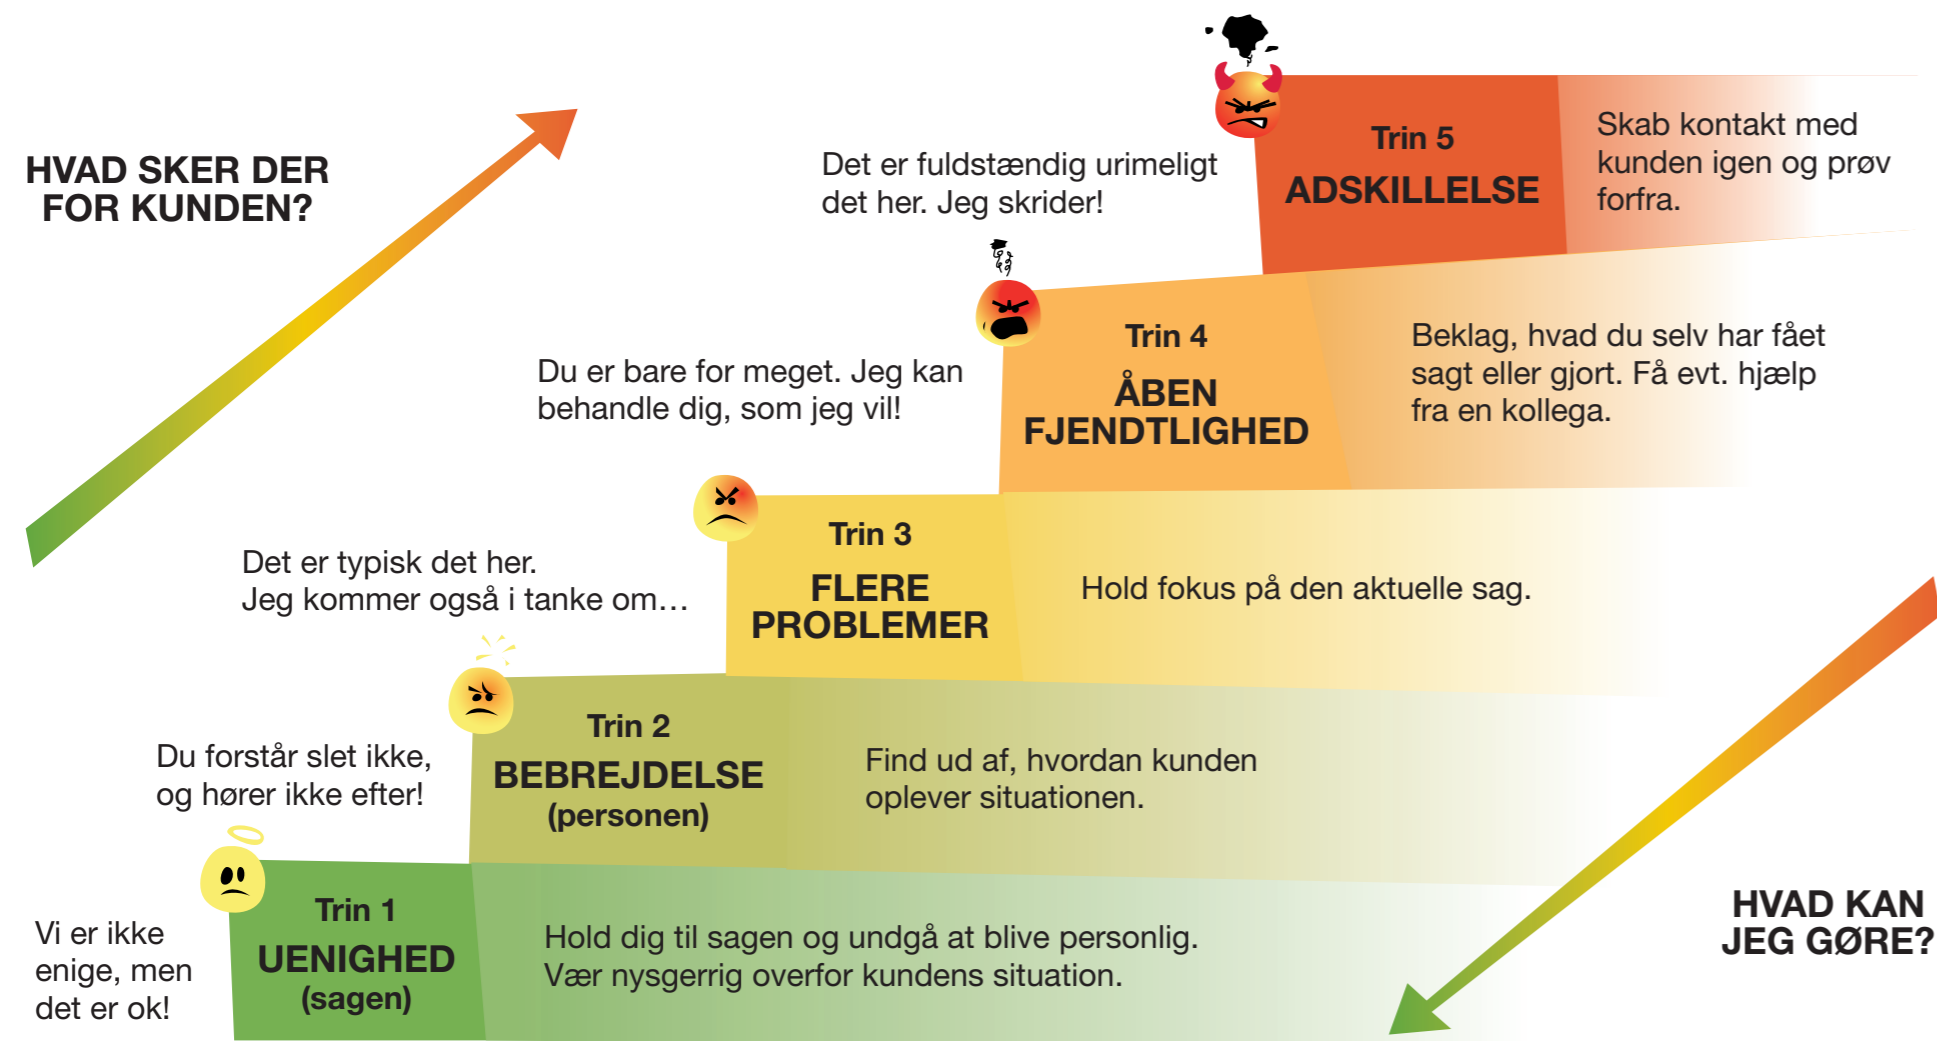 HVAD SKER DER
FOR KUNDEN?
Det er fuldstændig urimeligt
det her. Jeg skrider!
Trin 5
ADSKILLELSE
Skab kontakt med
kunden igen og prøv
forfra.
Du er bare for meget. Jeg kan
behandle dig, som jeg vil!
Trin 4
ÅBEN
FJENDTLIGHED
Beklag, hvad du selv har fået
sagt eller gjort. Få evt. hjælp
fra en kollega.
Det er typisk det her.
Jeg kommer også i tanke om…
Trin 3
FLERE
PROBLEMER
Hold fokus på den aktuelle sag.
Du forstår slet ikke,
og hører ikke efter!
Trin 2
BEBREJDELSE
(personen)
Find ud af, hvordan kunden
oplever situationen.
Vi er ikke
enige, men
det er ok!
Trin 1
UENIGHED
(sagen)
Hold dig til sagen og undgå at blive personlig.
Vær nysgerrig overfor kundens situation.
HVAD KAN
JEG GØRE?